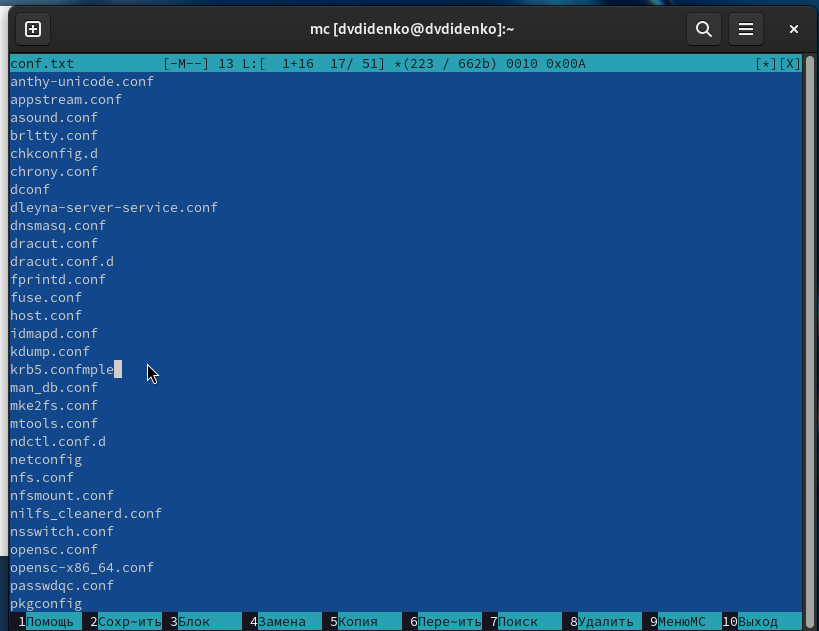 mc [dvdidenko@dvdidenko]:~
conf.txt [-M--] 13 L:[ 1+16 17/ 51] *(223 / 662b) 0010 0x00A [*][X]
anthy-unicode.conf
appstream.conf
asound.conf
brltty.conf
chkconfig.d
chrony.conf
dconf
dleyna-server-service.conf
dnsmasq.conf
dracut.conf
dracut.conf.d
fprintd.conf
fuse.conf
host.conf
idmapd.conf
kdump.conf
krb5.confmple
man_db.conf
mke2fs.conf
mtools.conf
ndctl.conf.d
netconfig
nfs.conf
nfsmount.conf
nilfs_cleanerd.conf
nsswitch.conf
opensc.conf
opensc-x86_64.conf
passwdqc.conf
pkgconfig
1Помощь 2Сохр~ить 3Блок 4Замена 5Копия 6Пере~ить 7Поиск 8Удалить 9МенюMC 10Выход